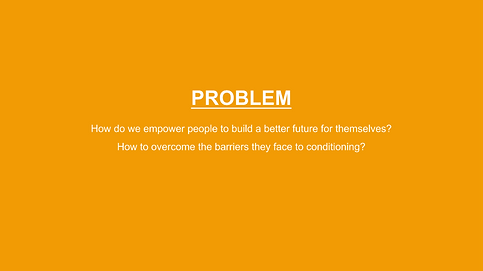 PROBLEM
How do we empower people to build a better future for themselves?
How to overcome the barriers they face to conditioning?